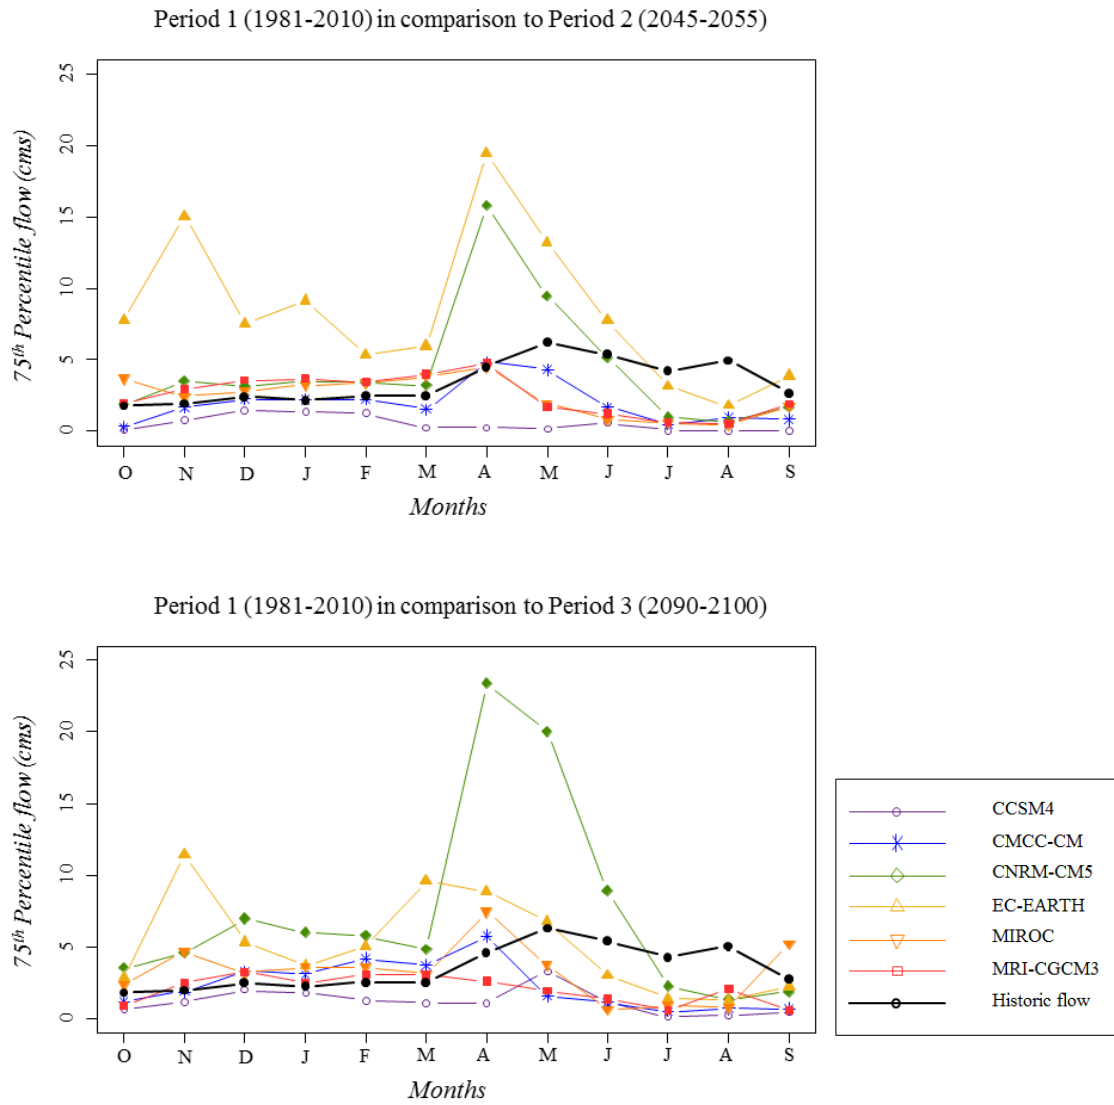 Period 1 (1981-2010) in comparison to Period 2 (2045-2055)
75th Percentile flow (cms)
25
20
15
10
5
0
O N D J F M A M J J A S
Months
Period 1 (1981-2010) in comparison to Period 3 (2090-2100)
75th Percentile flow (cms)
25
20
15
10
5
0
O N D J F M A M J J A S
Months
CCSM4
CMCC-CM
CNRM-CM5
EC-EARTH
MIROC
MRI-CGCM3
Historic flow